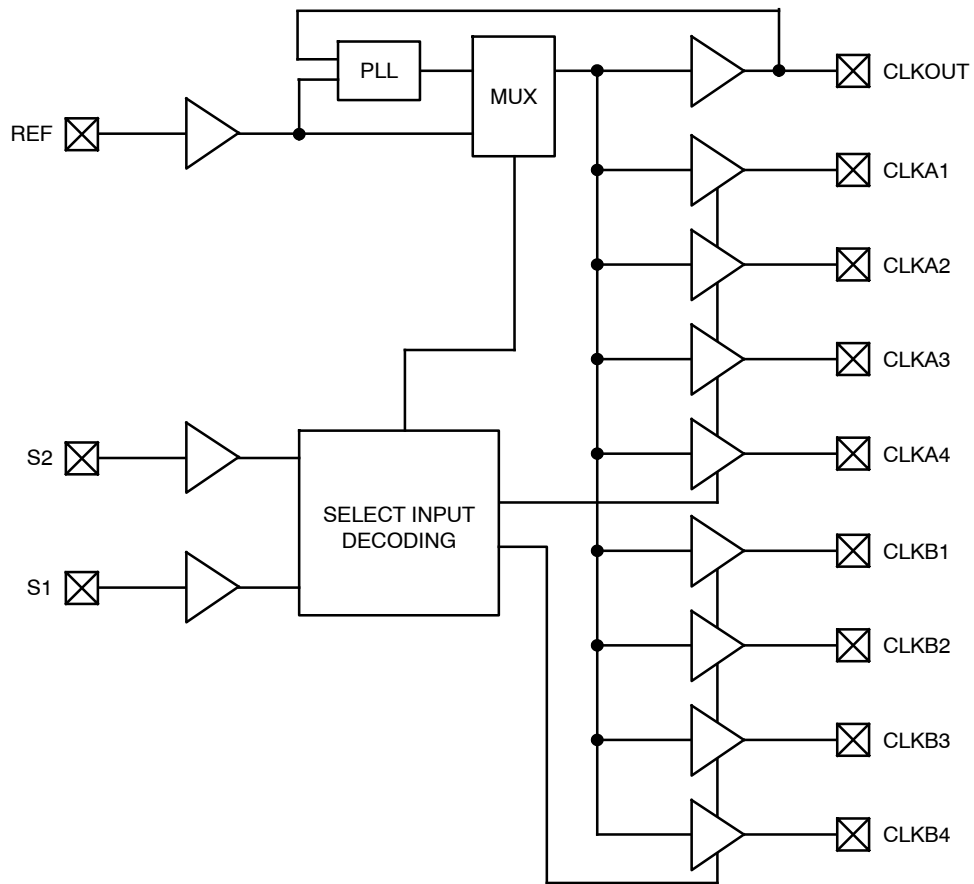 PLL
MUX
CLKOUT
REF
CLKA1
CLKA2
CLKA3
S2
CLKA4
SELECT INPUT
DECODING
CLKB1
S1
CLKB2
CLKB3
CLKB4